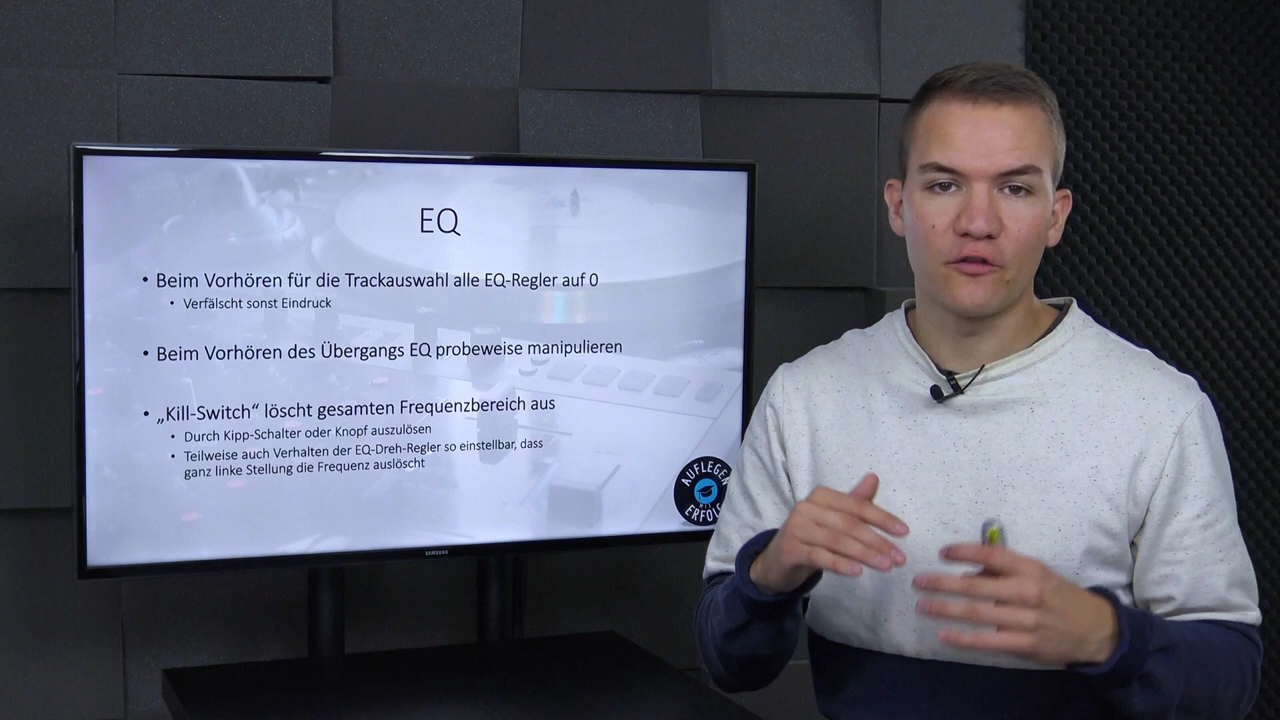 EQ
• Beim Vorhören für die Trackauswahl alle EQ-Regler auf 0
• Verfälscht sonst Eindruck
• Beim Vorhören des Übergangs EQ probeweise manipulieren
• „Kill-Switch“ löscht gesamten Frequenzbereich aus
• Durch Kipp-Schalter oder Knopf auszulösen
• Teilweise auch Verhalten der EQ-Dreh-Regler so einstellbar, dass
ganz linke Stellung die Frequenz auslöscht
AUFLEGEN
MIT
ERFOLG
SAMSUNG